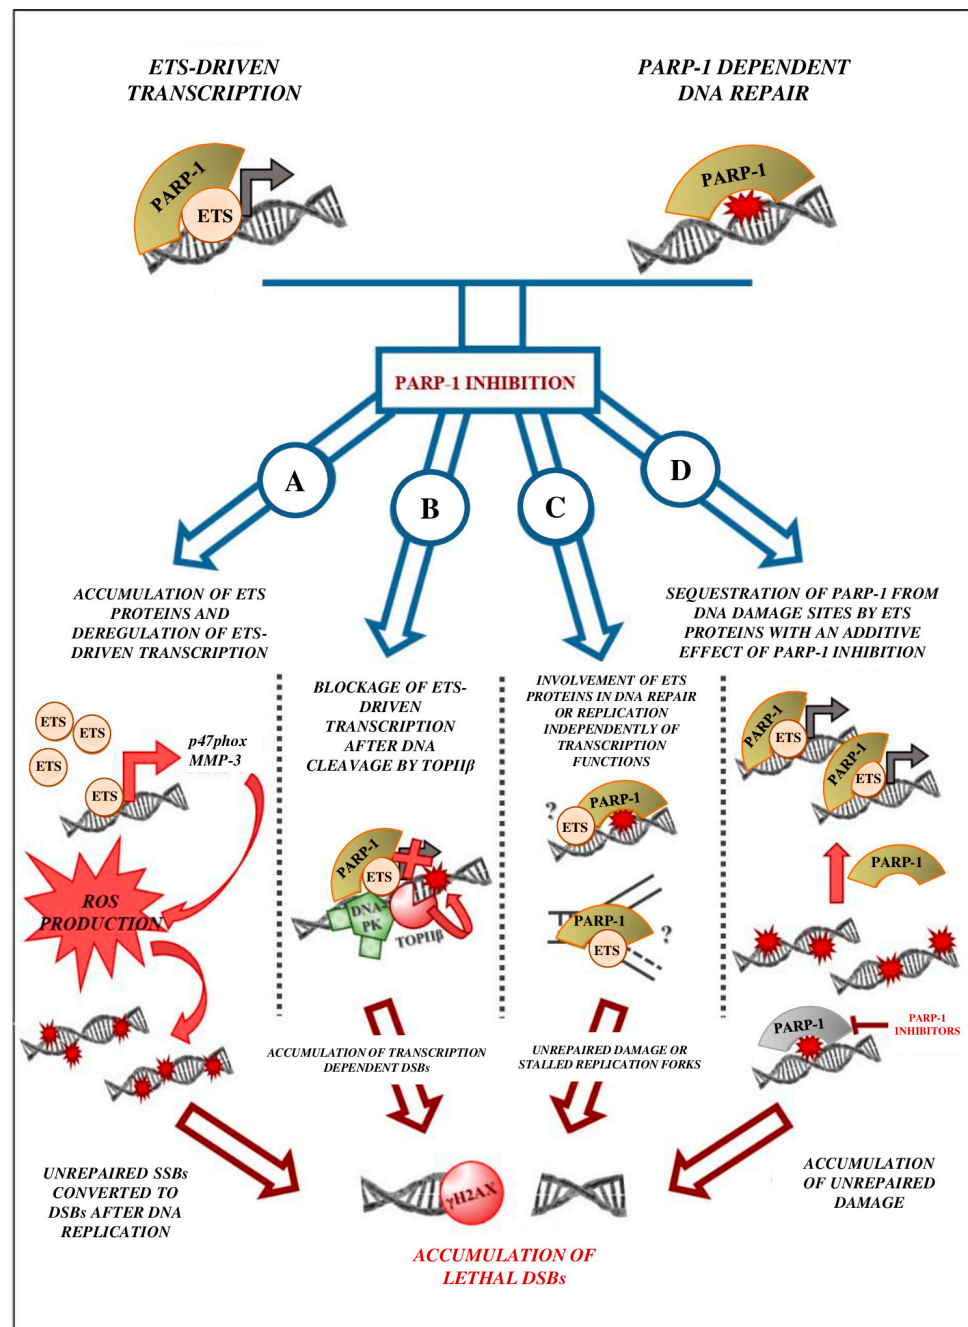 ETS-DRIVEN
TRANSCRIPTION
PARP-1 DEPENDENT
DNA REPAIR
PARP-1
ETS
PARP-1
PARP-1 INHIBITION
A
B
C
D
ACCUMULATION OF ETS
PROTEINS AND
DEREGULATION OF ETS-
DRIVEN TRANSCRIPTION
BLOCKAGE OF ETS-
DRIVEN
TRANSCRIPTION
AFTER DNA
CLEAVAGE BY TOPIIβ
INVOLVEMENT OF ETS
PROTEINS IN DNA REPAIR
OR REPLICATION
INDEPENDENTLY OF
TRANSCRIPTION
FUNCTIONS
SEQUESTRATION OF PARP-1 FROM
DNA DAMAGE SITES BY ETS
PROTEINS WITH AN ADDITIVE
EFFECT OF PARP-1 INHIBITION
ETS
ETS
ETS
ETS
p47phox
MMP-3
ROS
PRODUCTION
PARP-1
ETS
DNA
PK
TOPIIβ
?
PARP-1
ETS
PARP-1
ETS
?
PARP-1
ETS
PARP-1
ETS
PARP-1
PARP-1
PARP-1
INHIBITORS
ACCUMULATION OF TRANSCRIPTION
DEPENDENT DSBs
UNREPAIRED DAMAGE OR
STALLED REPLICATION FORKS
UNREPAIRED SSBs
CONVERTED TO
DSBs AFTER DNA
REPLICATION
γH2AX
ACCUMULATION
OF UNREPAIRED
DAMAGE
ACCUMULATION OF
LETHAL DSBs